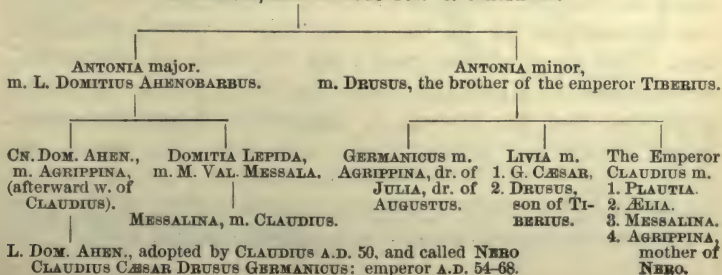 ANTONIA major.
m. L. DOMITIUS AHENOBARBUS.
ANTONIA minor,
m. DRUSUS, the brother of the emperor TIBERIUS.
CN. DOM. AHEN.,
m. AGRIPPINA,
(afterward w. of
CLAUDIUS).
DOMITIA LEPIDA,
m. M. VAL. MESSALA.
MESSALINA, m. CLAUDIUS.
GERMANICUS m.
AGRIPPINA, dr. of
JULIA, dr. of
AUGUSTUS.
LIVIA m.
1. G. CÆSAR,
2. DRUSUS,
son of TI-
BERIUS.
The Emperor
CLAUDIUS m.
1. PLAUTIA.
2. ÆLIA.
3. MESSALINA.
4. AGRIPPINA,
mother of
NERO.
L. DOM. AHEN., adopted by CLAUDIUS A.D. 50, and called NERO
CLAUDIUS CÆSAR DRUSUS GERMANICUS: emperor A.D. 54–68.